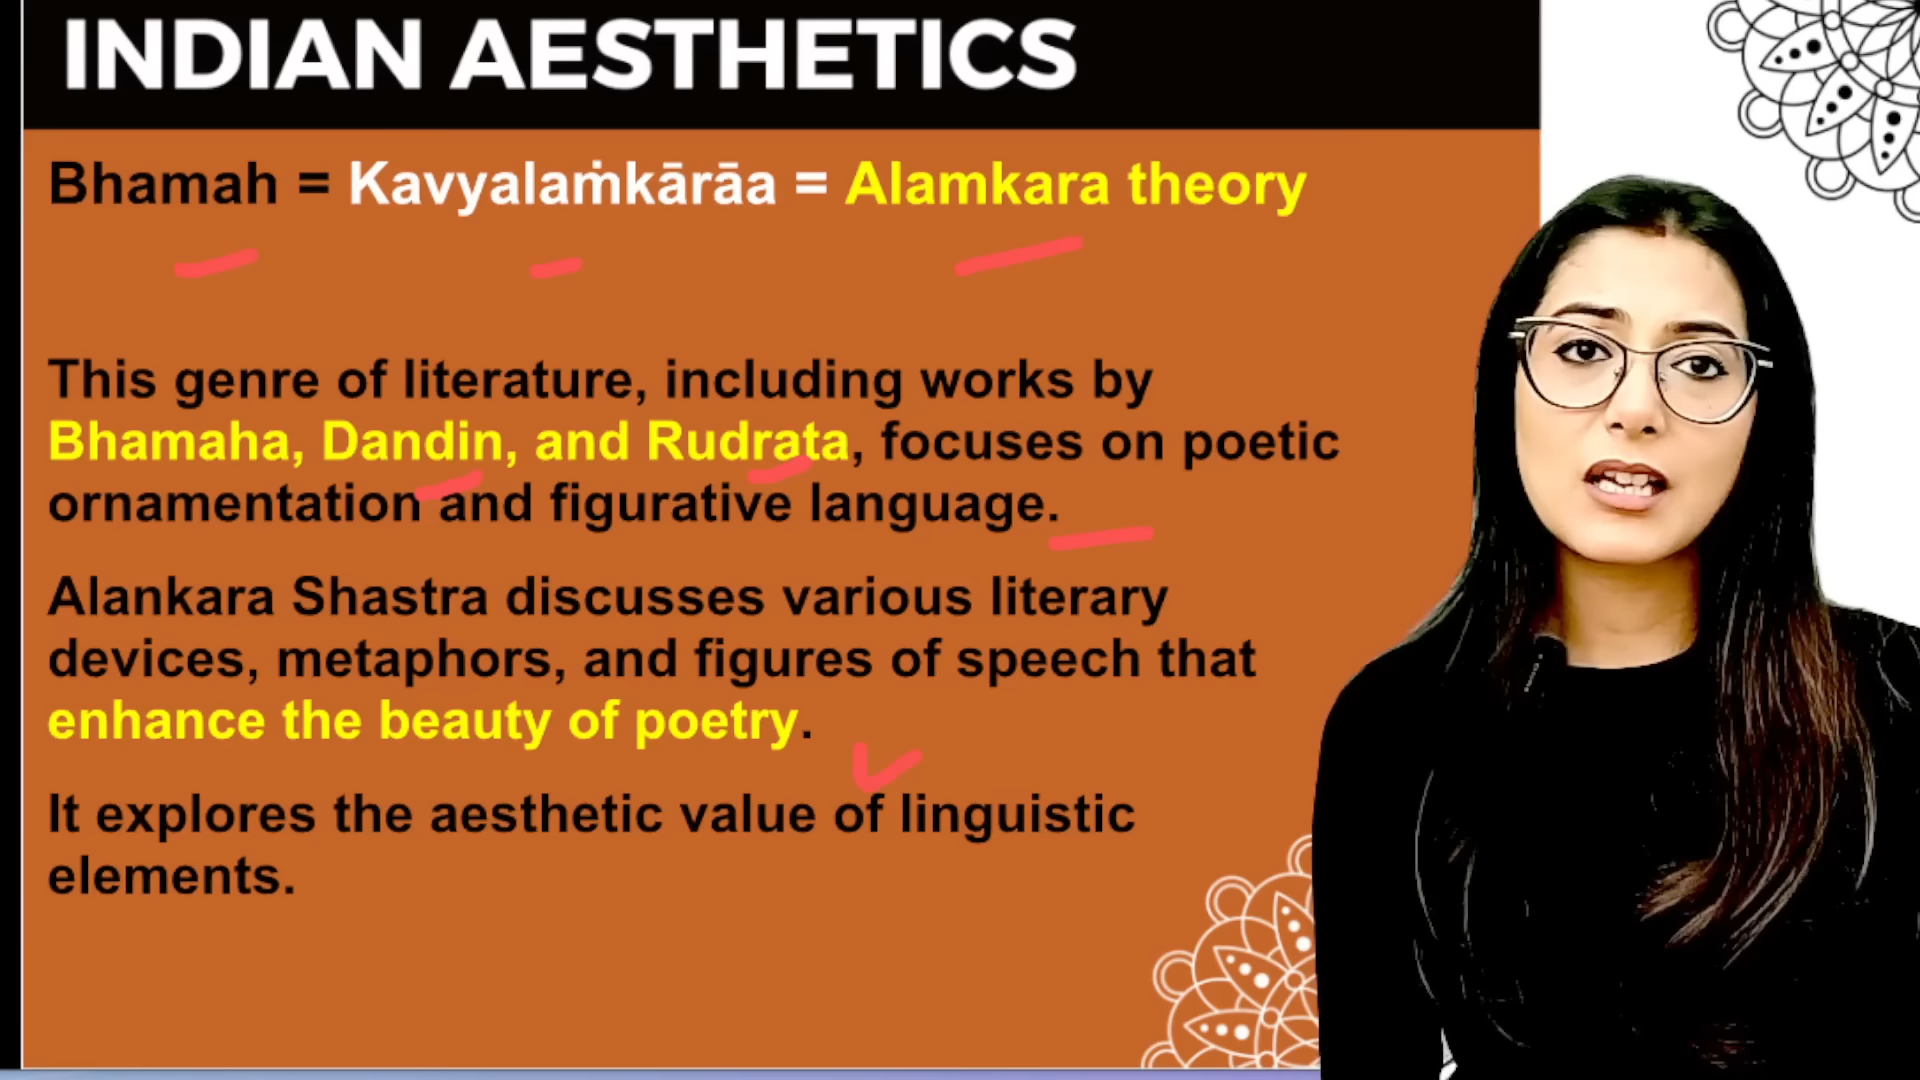 INDIAN AESTHETICS
Bhamah = Kavyalaṁkārāa = Alamkara theory
This genre of literature, including works by
Bhamaha, Dandin, and Rudrata, focuses on poetic
ornamentation and figurative language.
Alankara Shastra discusses various literary
devices, metaphors, and figures of speech that
enhance the beauty of poetry.
It explores the aesthetic value of linguistic
elements.